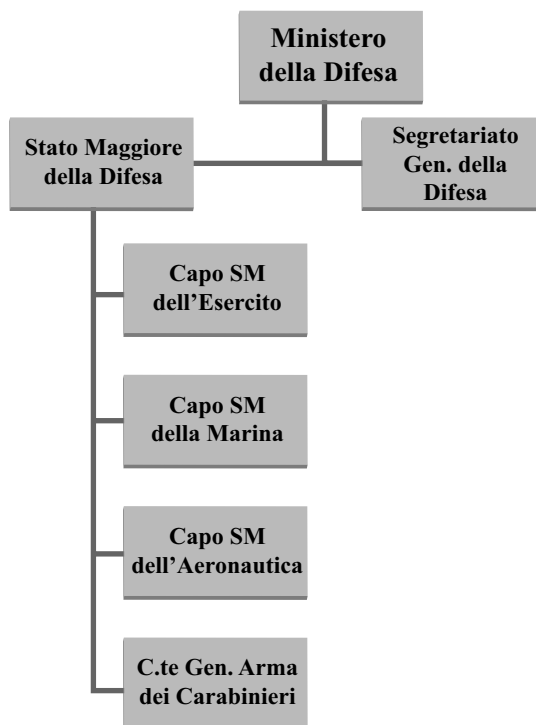 Ministero
della Difesa
Stato Maggiore
della Difesa
Segretariato
Gen. della
Difesa
Capo SM
dell’Esercito
Capo SM
della Marina
Capo SM
dell’Aeronautica
C.te Gen. Arma
dei Carabinieri